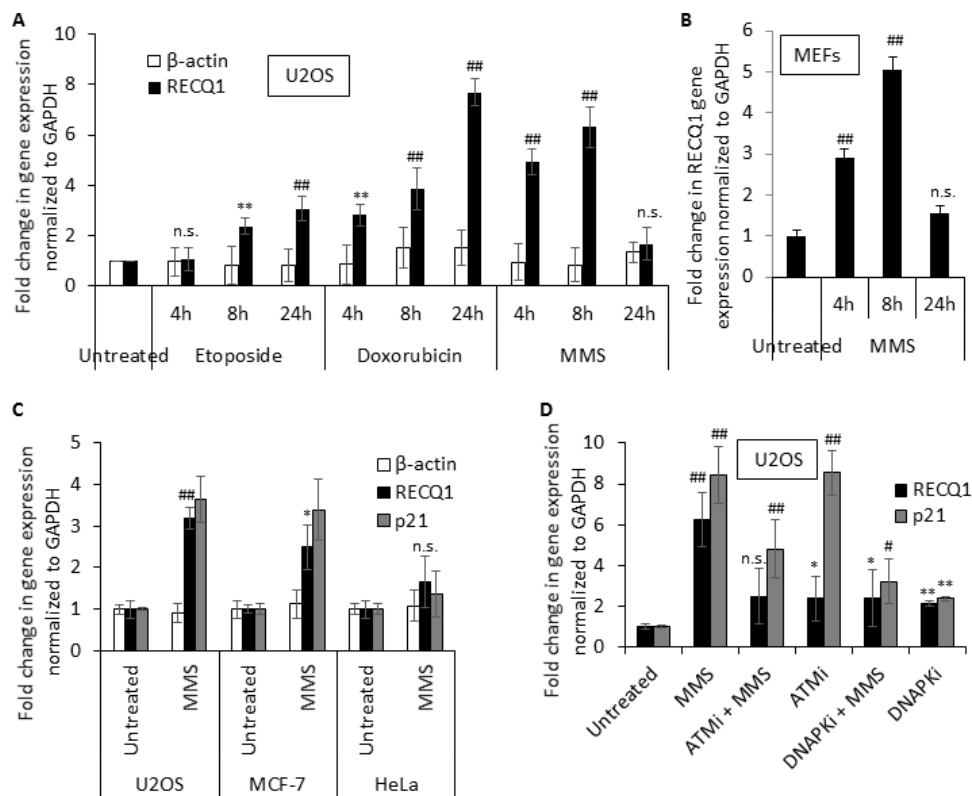 A
Fold change in gene expression
normalized to GAPDH
10
8
6
4
2
0
β-actin
RECQ1
U2OS
n.s.
**
##
**
##
##
##
##
n.s.
4h 8h 24h 4h 8h 24h 4h 8h 24h
Untreated Etoposide Doxorubicin MMS
B
Fold change in RECQ1 gene
expression normalized to GAPDH
6
5
4
3
2
1
0
MEFs
##
##
n.s.
4h 8h 24h
Untreated MMS
C
Fold change in gene expression
normalized to GAPDH
5
4
3
2
1
0
β-actin
RECQ1
p21
##
*
n.s.
Untreated MMS Untreated MMS Untreated MMS
U2OS MCF-7 HeLa
D
Fold change in gene expression
normalized to GAPDH
10
8
6
4
2
0
U2OS
RECQ1
p21
## ##
n.s. ##
* ##
* #
** **
Untreated
MMS
ATMi + MMS
ATMi
DNAPKi + MMS
DNAPKi